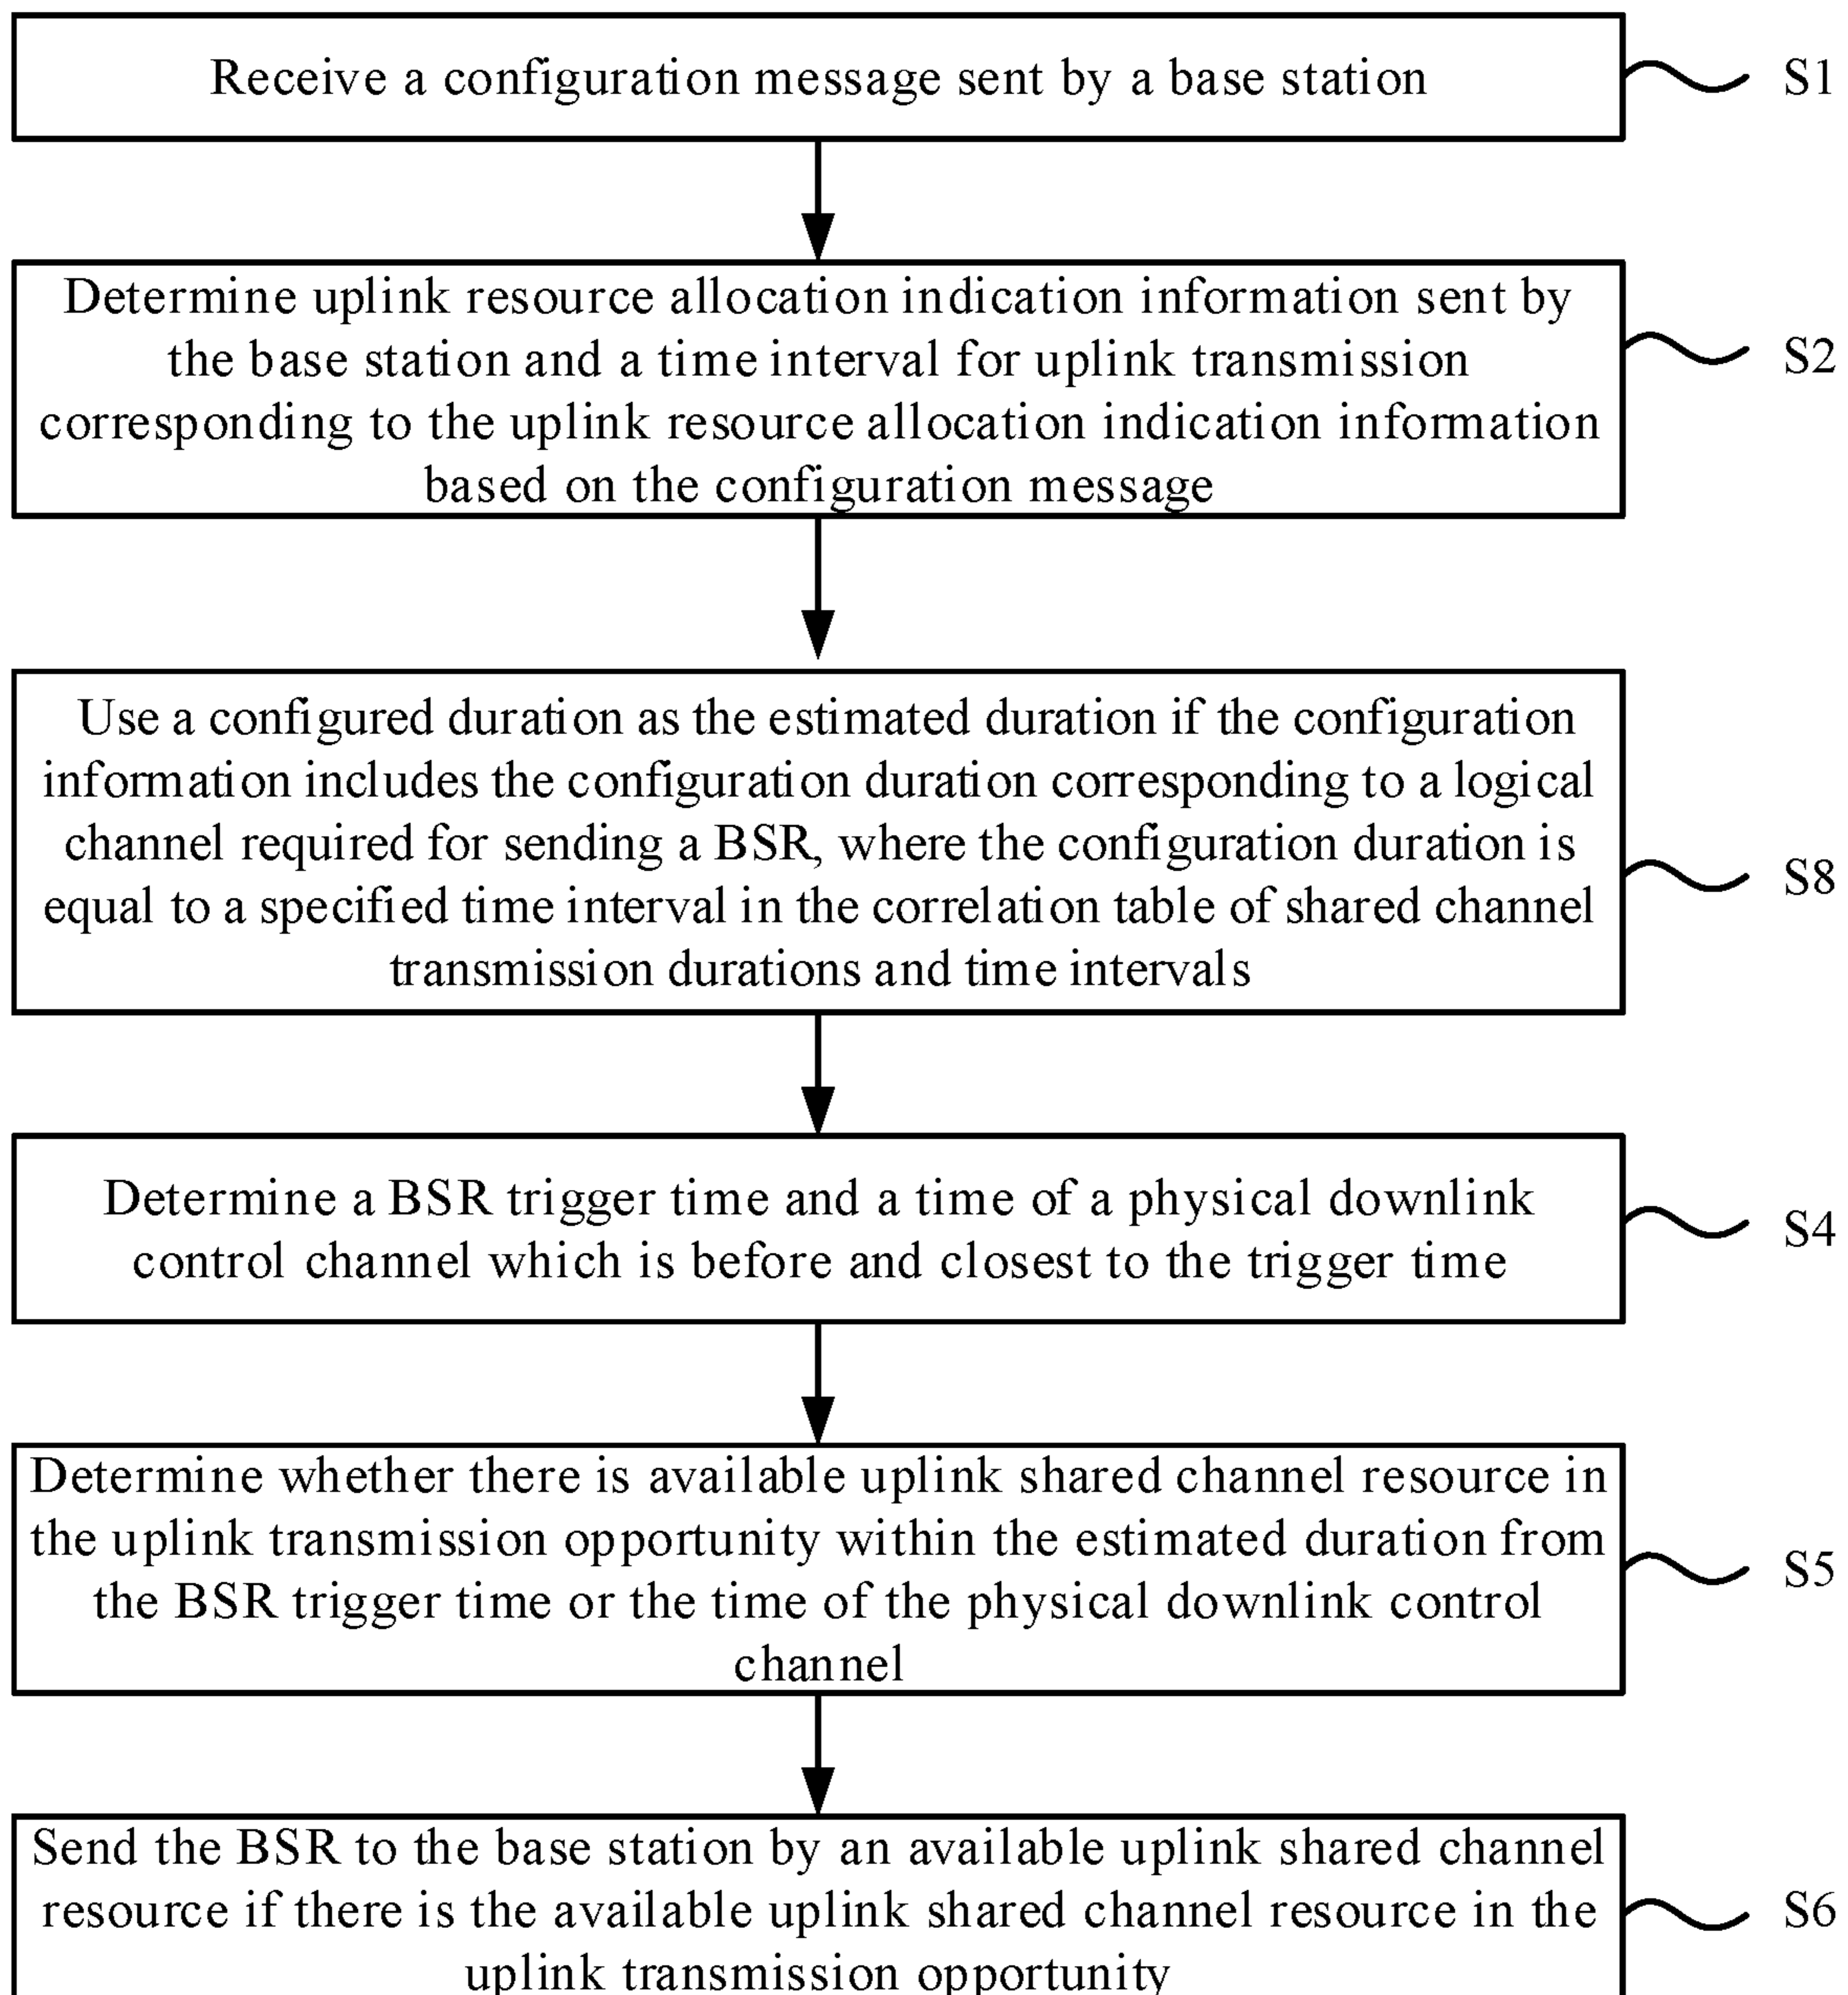 Receive a configuration message sent by a base station
S1
Determine uplink resource allocation indication information sent by
the base station and a time interval for uplink transmission
corresponding to the uplink resource allocation indication information
based on the configuration message
S2
Use a configured duration as the estimated duration if the configuration
information includes the configuration duration corresponding to a logical
channel required for sending a BSR, where the configuration duration is
equal to a specified time interval in the correlation table of shared channel
transmission durations and time intervals
S8
Determine a BSR trigger time and a time of a physical downlink
control channel which is before and closest to the trigger time
S4
Determine whether there is available uplink shared channel resource in
the uplink transmission opportunity within the estimated duration from
the BSR trigger time or the time of the physical downlink control
channel
S5
Send the BSR to the base station by an available uplink shared channel
resource if there is the available uplink shared channel resource in the
uplink transmission opportunity
S6